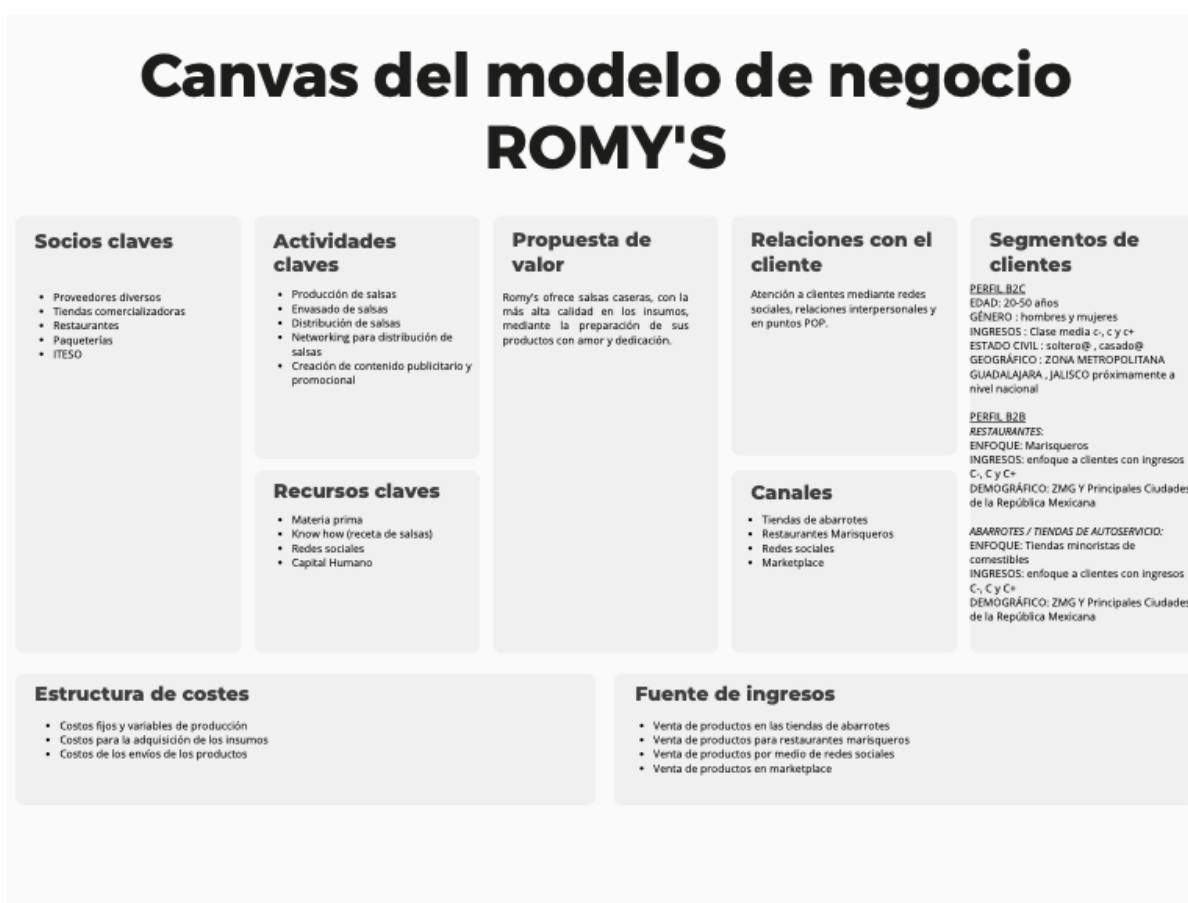 Canvas del modelo de negocio
ROMY'S
Socios claves
• Proveedores diversos
• Tiendas comercializadoras
• Restaurantes
• Paqueterías
• ITESO
Actividades
claves
• Producción de salsas
• Envasado de salsas
• Distribución de salsas
• Networking para distribución de
salsas
• Creación de contenido publicitario y
promocional
Recursos claves
• Materia prima
• Know how (receta de salsas)
• Redes sociales
• Capital Humano
Propuesta de
valor
Romy's ofrece salsas caseras, con la
más alta calidad en los insumos,
mediante la preparación de sus
productos con amor y dedicación.
Relaciones con el
cliente
Atención a clientes mediante redes
sociales, relaciones interpersonales y
en puntos POP.
Canales
• Tiendas de abarrotes
• Restaurantes Marisqueros
• Redes sociales
• Marketplace
Segmentos de
clientes
PERFIL B2C
EDAD: 20-50 años
GÉNERO : hombres y mujeres
INGRESOS : Clase media c-, c y c+
ESTADO CIVIL : solter@ , casado@
GEOGRÁFICO : ZONA METROPOLITANA
GUADALAJARA , JALISCO próximamente a
nivel nacional
PERFIL B2B
RESTAURANTES:
ENFOQUE: Marisqueros
INGRESOS: enfoque a clientes con ingresos
C-, C y C+
DEMOGRÁFICO: ZMG Y Principales Ciudades
de la República Mexicana
ABARROTES / TIENDAS DE AUTOSERVICIO:
ENFOQUE: Tiendas minoristas de
comestibles
INGRESOS: enfoque a clientes con ingresos
C-, C y C+
DEMOGRÁFICO: ZMG Y Principales Ciudades
de la República Mexicana
Estructura de costes
• Costos fijos y variables de producción
• Costos para la adquisición de los insumos
• Costos de los envíos de los productos
Fuente de ingresos
• Venta de productos en las tiendas de abarrotes
• Venta de productos para restaurantes marisqueros
• Venta de productos por medio de redes sociales
• Venta de productos en marketplace